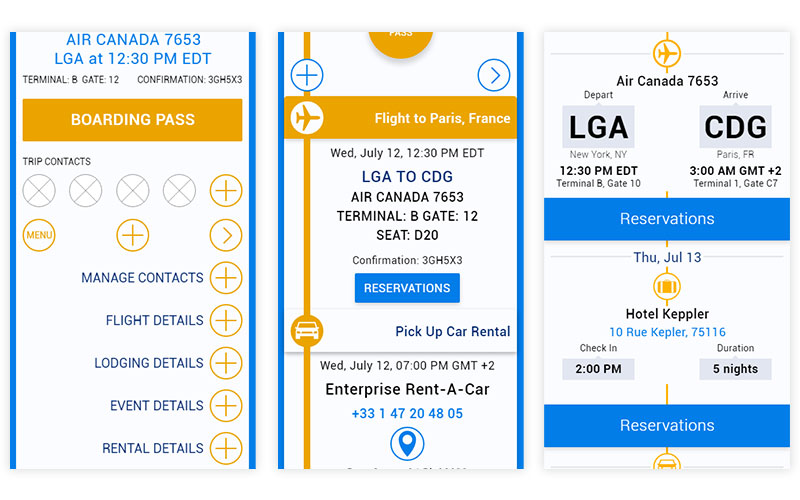 AIR CANADA 7653
LGA at 12:30 PM EDT
TERMINAL: B GATE: 12 CONFIRMATION: 3GH5X3
BOARDING PASS
TRIP CONTACTS
MENU
MANAGE CONTACTS
FLIGHT DETAILS
LODGING DETAILS
EVENT DETAILS
RENTAL DETAILS
PASS
Flight to Paris, France
Wed, July 12, 12:30 PM EDT
LGA TO CDG
AIR CANADA 7653
TERMINAL: B GATE: 12
SEAT: D20
Confirmation: 3GH5X3
RESERVATIONS
Pick Up Car Rental
Wed, July 12, 07:00 PM GMT +2
Enterprise Rent-A-Car
+33 1 47 20 48 05
Air Canada 7653
Depart Arrive
LGA CDG
New York, NY Paris, FR
12:30 PM EDT 3:00 AM GMT +2
Terminal B, Gate 10 Terminal 1, Gate C7
Reservations
Thu, Jul 13
Hotel Keppler
10 Rue Kepler, 75116
Check In Duration
2:00 PM 5 nights
Reservations